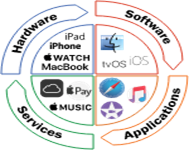 Hardware
Software
iPad
iPhone
WATCH
MacBook
tvOS iOS
Pay
MUSIC
Services
Applications